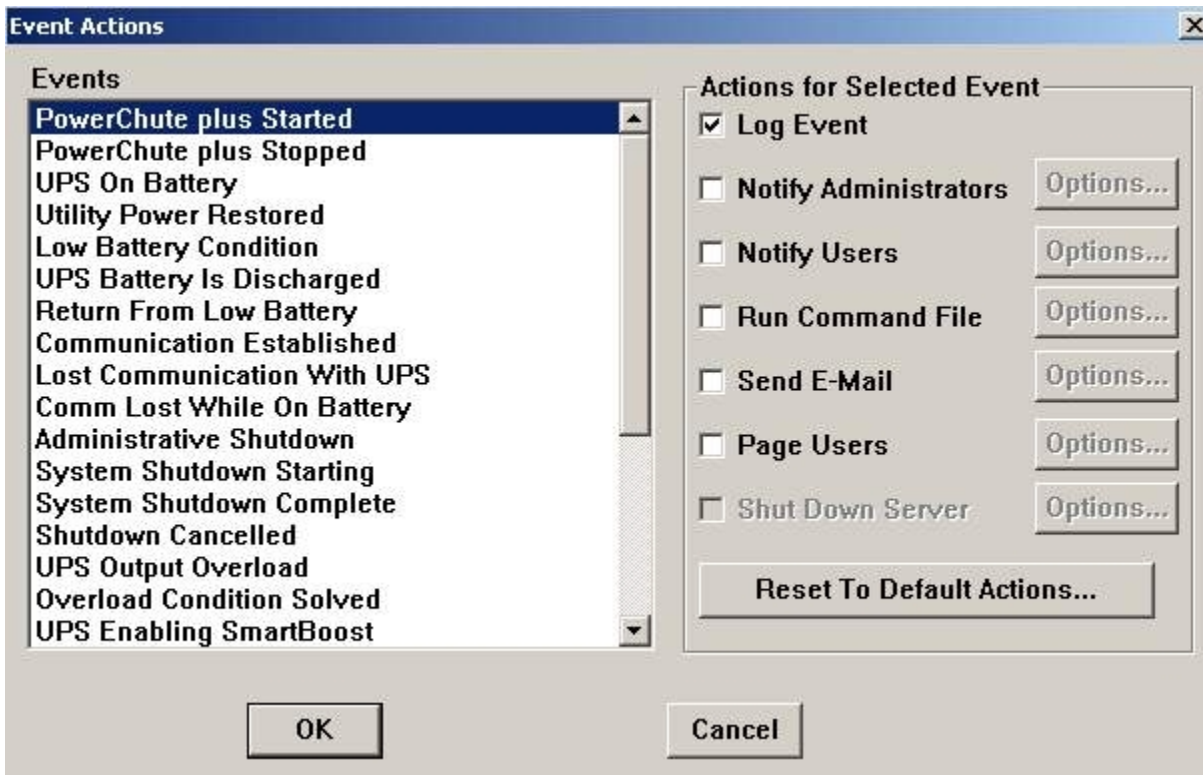 Event Actions
Events
PowerChute plus Started
PowerChute plus Stopped
UPS On Battery
Utility Power Restored
Low Battery Condition
UPS Battery Is Discharged
Return From Low Battery
Communication Established
Lost Communication With UPS
Comm Lost While On Battery
Administrative Shutdown
System Shutdown Starting
System Shutdown Complete
Shutdown Cancelled
UPS Output Overload
Overload Condition Solved
UPS Enabling SmartBoost
Actions for Selected Event
Log Event
Notify Administrators Options...
Notify Users Options...
Run Command File Options...
Send E-Mail Options...
Page Users Options...
Shut Down Server Options...
Reset To Default Actions...
OK Cancel